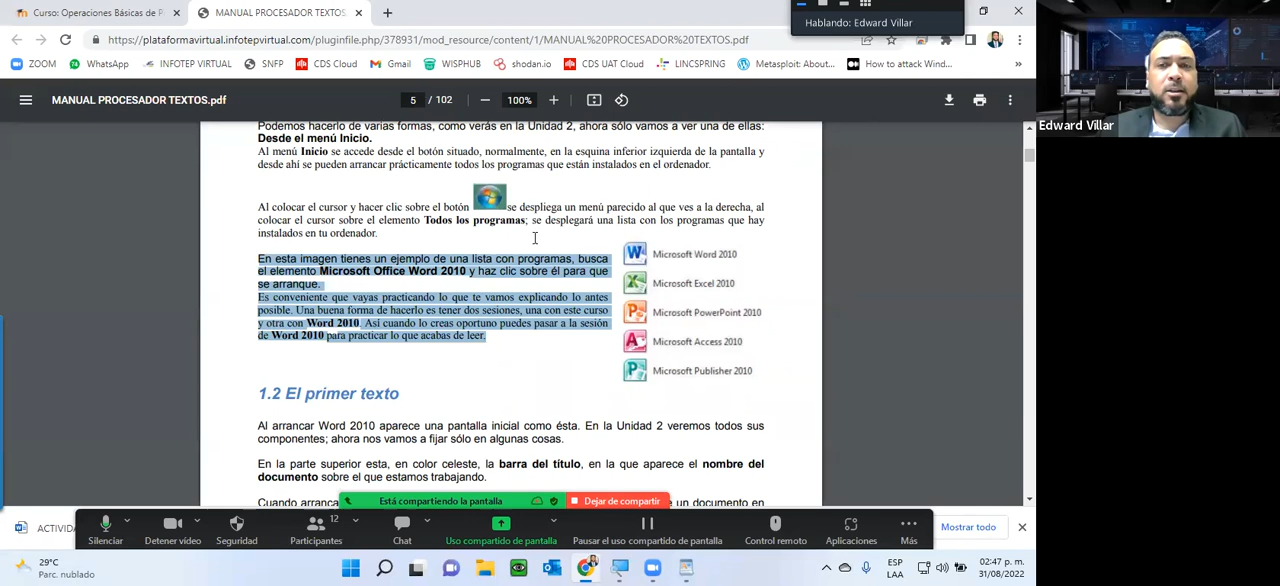 Curso: Operaciones Básicas de P
MANUAL PROCESADOR TEXTOS.
Hablando: Edward Villar
https://plataformavirtual.infotepvirtual.com/pluginfile.php/378931/mod_resource/content/1/MANUAL%20PROCESADOR%20TEXTOS.pdf
ZOOM WhatsApp INFOTEP VIRTUAL SNFP CDS Cloud Gmail WISPHUB shodan.io CDS UAT Cloud LINCSPRING Metasploit: About... How to attack Wind...
MANUAL PROCESADOR TEXTOS.pdf 5 / 102 100%
Edward Villar
Podemos hacerlo de varias formas, como verás en la Unidad 2, ahora sólo vamos a ver una de ellas:
Desde el menú Inicio.
Al menú Inicio se accede desde el botón situado, normalmente, en la esquina inferior izquierda de la pantalla y
desde ahí se pueden arrancar prácticamente todos los programas que están instalados en el ordenador.
Al colocar el cursor y hacer clic sobre el botón se despliega un menú parecido al que ves a la derecha, al
colocar el cursor sobre el elemento Todos los programas; se desplegará una lista con los programas que hay
instalados en tu ordenador.
En esta imagen tienes un ejemplo de una lista con programas, busca
el elemento Microsoft Office Word 2010 y haz clic sobre él para que
se arranque.
Es conveniente que vayas practicando lo que te vamos explicando lo antes
posible. Una buena forma de hacerlo es tener dos sesiones, una con este curso
y otra con Word 2010. Así cuando lo creas oportuno puedes pasar a la sesión
de Word 2010 para practicar lo que acabas de leer.
Microsoft Word 2010
Microsoft Excel 2010
Microsoft PowerPoint 2010
Microsoft Access 2010
Microsoft Publisher 2010
1.2 El primer texto
Al arrancar Word 2010 aparece una pantalla inicial como ésta. En la Unidad 2 veremos todos sus
componentes; ahora nos vamos a fijar sólo en algunas cosas.
En la parte superior esta, en color celeste, la barra del título, en la que aparece el nombre del
documento sobre el que estamos trabajando.
Cuando arranca un documento en
Está compartiendo la pantalla Dejar de compartir
ACTIVIDA
12
Silenciar Detener video Seguridad Participantes Chat Uso compartido de pantalla Pausar el uso compartido de pantalla Control remoto Aplicaciones Más
Mostrar todo
29°C
Parc. nublado
ESP
LAA
02:47 p. m.
31/08/2022